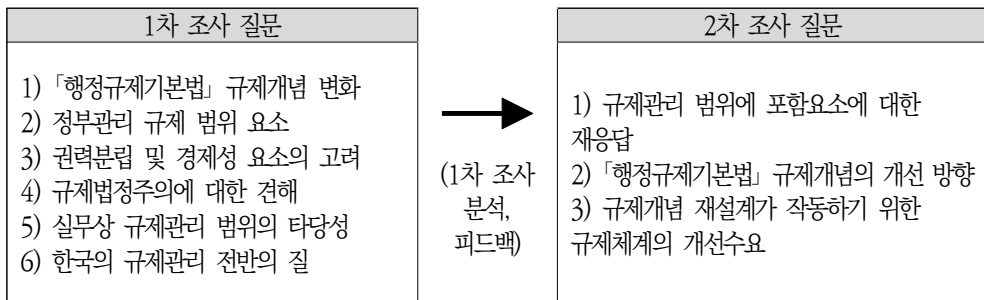 1차 조사 질문
1) 「행정규제기본법」 규제개념 변화
2) 정부관리 규제 범위 요소
3) 권력분립 및 경제성 요소의 고려
4) 규제법정주의에 대한 견해
5) 실무상 규제관리 범위의 타당성
6) 한국의 규제관리 전반의 질
(1차 조사
분석,
피드백)
2차 조사 질문
1) 규제관리 범위에 포함요소에 대한
재응답
2) 「행정규제기본법」 규제개념의 개선 방향
3) 규제개념 재설계가 작동하기 위한
규제체계의 개선수요